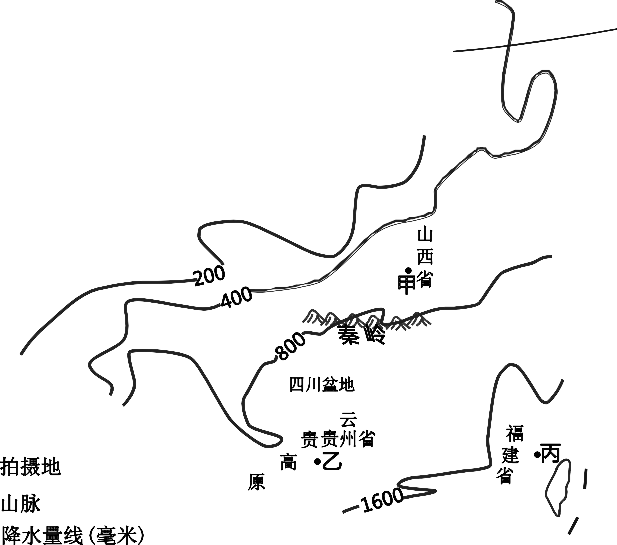 山
西
省
甲
200
400
秦岭
800
四川盆地
云
贵贵州省
高
原
乙
福
建
省
丙
1600
拍摄地
山脉
降水量线(毫米)